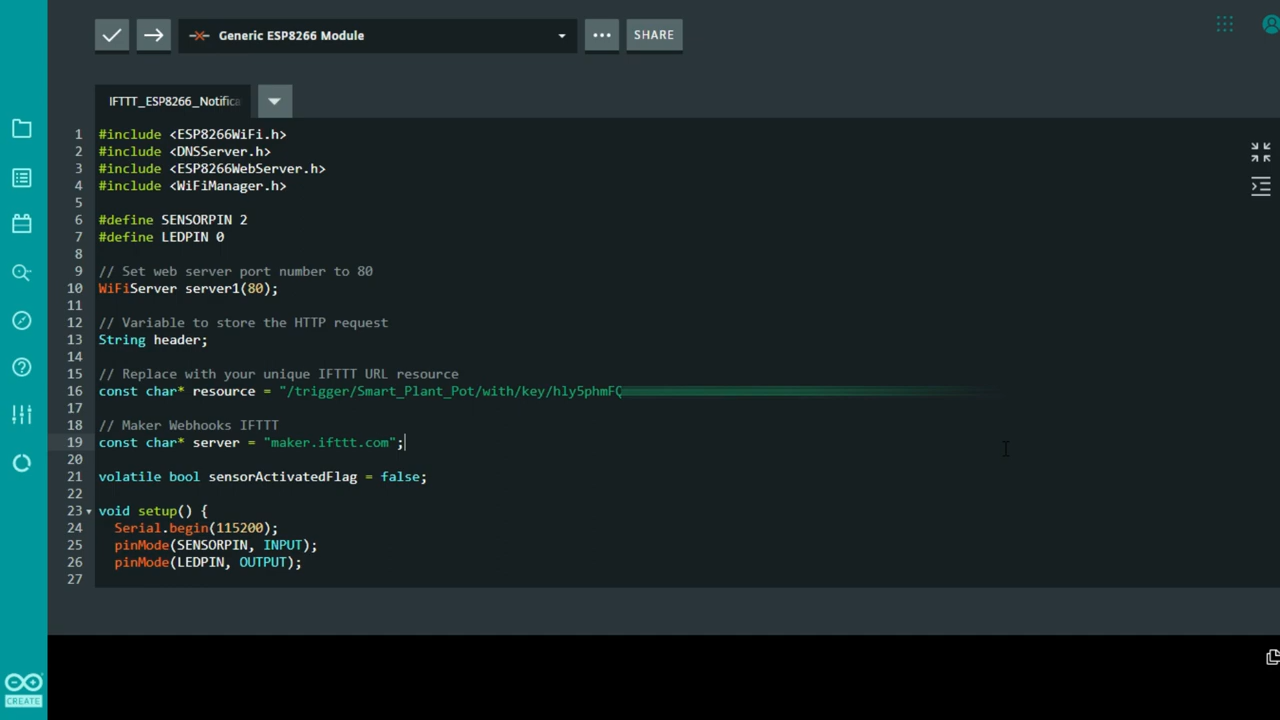 Generic ESP8266 Module
SHARE
IFTTT_ESP8266_Notifica
1 #include <ESP8266WiFi.h>
2 #include <DNSServer.h>
3 #include <ESP8266WebServer.h>
4 #include <WiFiManager.h>
5
6 #define SENSORPIN 2
7 #define LEDPIN 0
8
9 // Set web server port number to 80
10 WiFiServer server1(80);
11
12 // Variable to store the HTTP request
13 String header;
14
15 // Replace with your unique IFTTT URL resource
16 const char* resource = "/trigger/Smart_Plant_Pot/with/key/hly5phmFQ
17
18 // Maker Webhooks IFTTT
19 const char* server = "maker.ifttt.com";
20
21 volatile bool sensorActivatedFlag = false;
22
23 void setup() {
24 Serial.begin(115200);
25 pinMode(SENSORPIN, INPUT);
26 pinMode(LEDPIN, OUTPUT);
27
CREATE